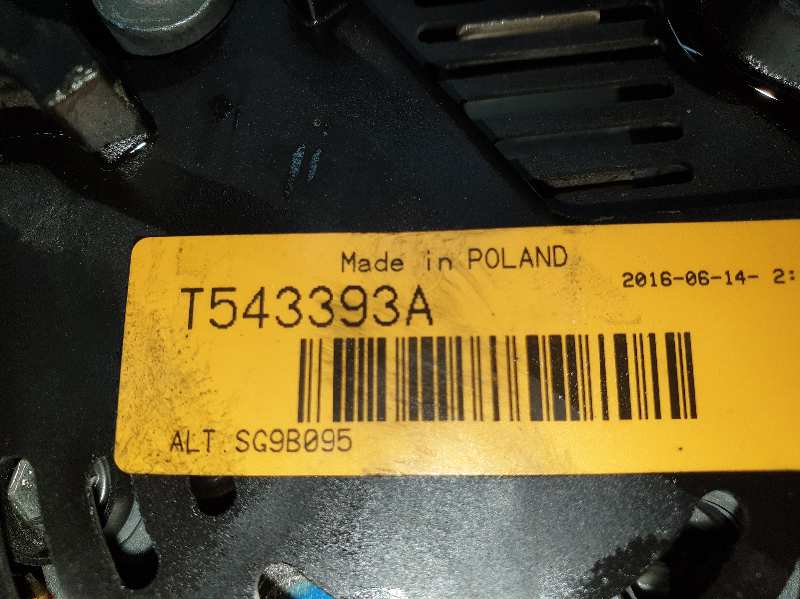 Made in POLAND
2016-06-14- 2:
T543393A
ALT.SG9B095